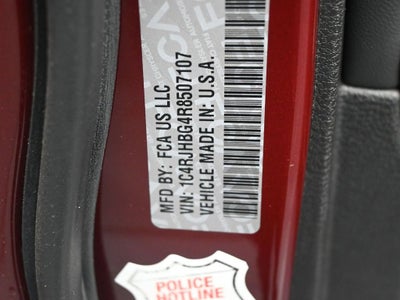 MFD BY: FCA US LLC
VIN: 1C4RJHBG4R8507107
VEHICLE MADE IN: U.S.A.
POLICE
HOTLINE